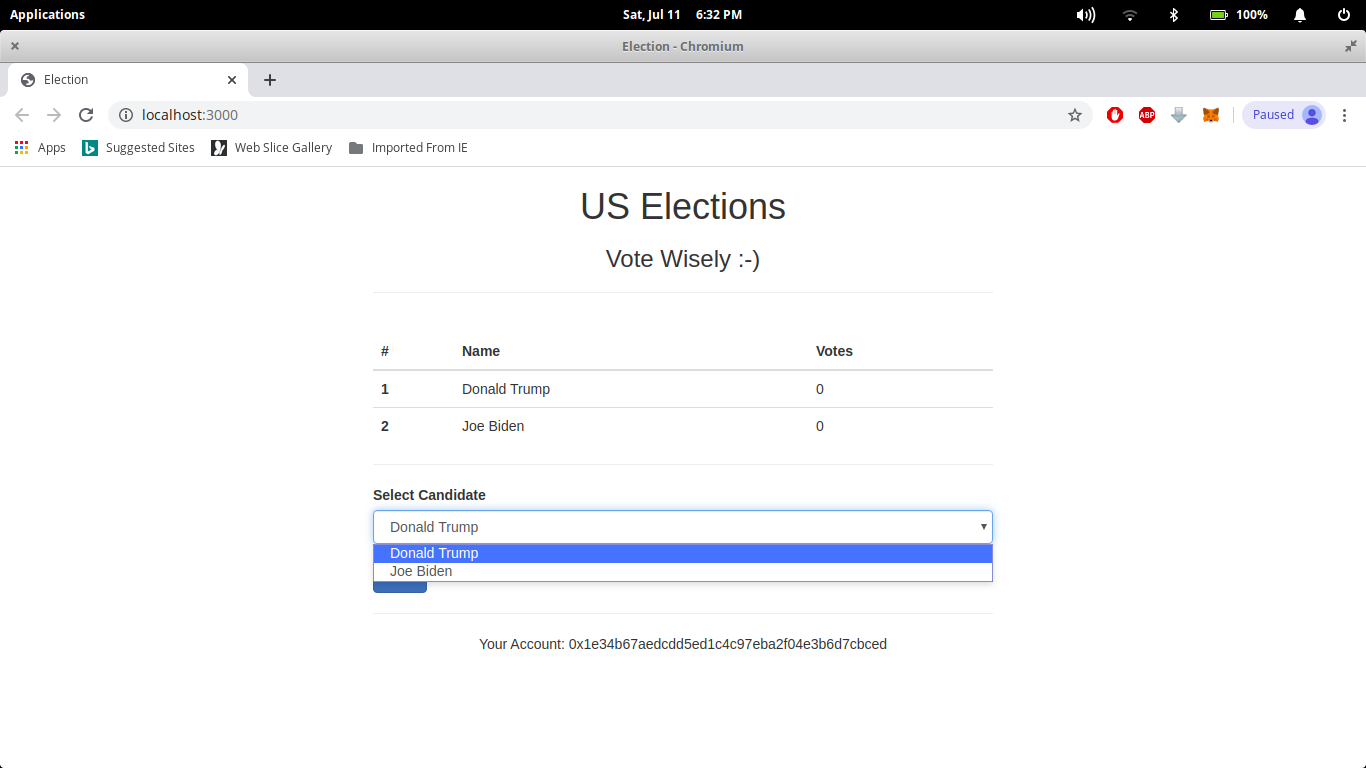 Applications Sat, Jul 11 6:32 PM 100%
Election - Chromium
Election
localhost:3000 ABP Paused
Apps Suggested Sites Web Slice Gallery Imported From IE
US Elections
Vote Wisely :-)
# Name Votes
1 Donald Trump 0
2 Joe Biden 0
Select Candidate
Donald Trump
Donald Trump
Joe Biden
Your Account: 0x1e34b67aedcdd5ed1c4c97eba2f04e3b6d7cbced